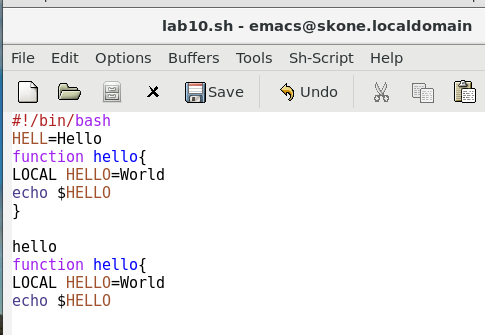 lab10.sh - emacs@skone.localdomain
File Edit Options Buffers Tools Sh-Script Help
Save Undo
#!/bin/bash
HELL=Hello
function hello{
LOCAL HELLO=World
echo $HELLO
}
hello
function hello{
LOCAL HELLO=World
echo $HELLO